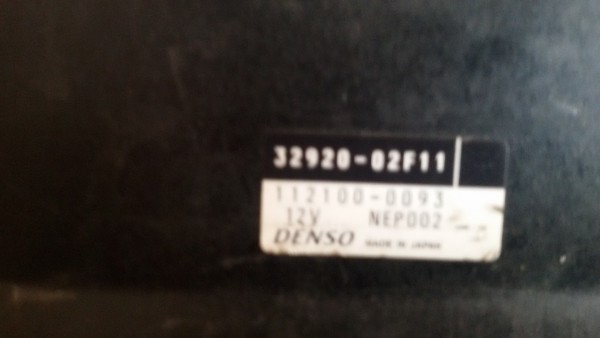 32920-02F11
112100-0093
12V NEP002
DENSO MADE IN JAPAN